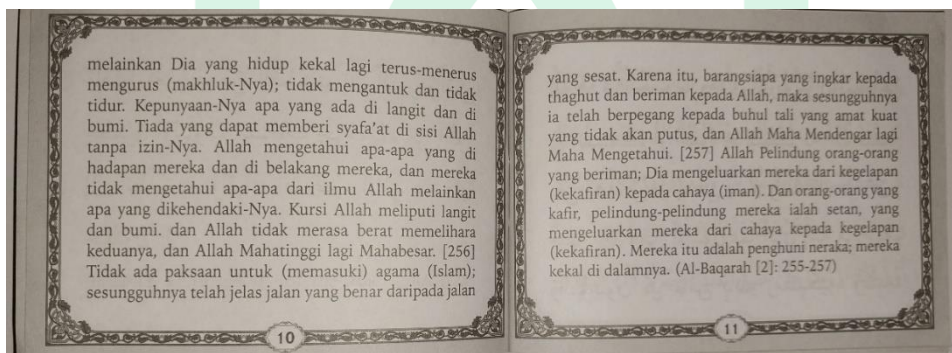 melainkan Dia yang hidup kekal lagi terus-menerus
mengurus (makhluk-Nya); tidak mengantuk dan tidak
tidur. Kepunyaan-Nya apa yang ada di langit dan di
bumi. Tiada yang dapat memberi syafa'at di sisi Allah
tanpa izin-Nya. Allah mengetahui apa-apa yang di
hadapan mereka dan di belakang mereka, dan mereka
tidak mengetahui apa-apa dari ilmu Allah melainkan
apa yang dikehendaki-Nya. Kursi Allah meliputi langit
dan bumi. dan Allah tidak merasa berat memelihara
keduanya, dan Allah Mahatinggi lagi Mahabesar. [256]
Tidak ada paksaan untuk (memasuki) agama (Islam);
sesungguhnya telah jelas jalan yang benar daripada jalan
10
yang sesat. Karena itu, barangsiapa yang ingkar kepada
thaghut dan beriman kepada Allah, maka sesungguhnya
ia telah berpegang kepada buhul tali yang amat kuat
yang tidak akan putus, dan Allah Maha Mendengar lagi
Maha Mengetahui. [257] Allah Pelindung orang-orang
yang beriman; Dia mengeluarkan mereka dari kegelapan
(kekafiran) kepada cahaya (iman). Dan orang-orang yang
kafir, pelindung-pelindung mereka ialah setan, yang
mengeluarkan mereka dari cahaya kepada kegelapan
(kekafiran). Mereka itu adalah penghuni neraka; mereka
kekal di dalamnya. (Al-Baqarah [2]: 255-257)
11